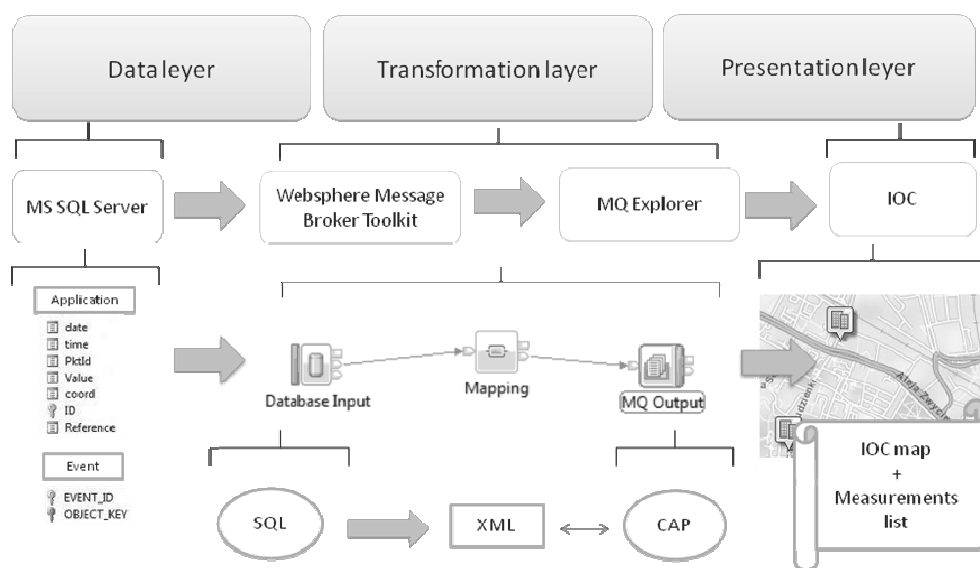 Data leyer
Transformation layer
Presentation leyer
MS SQL Server
Websphere Message
Broker Toolkit
MQ Explorer
IOC
Application
date
time
PktId
Value
coord
ID
Reference
Event
EVENT_ID
OBJECT_KEY
Database Input
Mapping
MQ Output
Aleja Zwycię
IOC map
+
Measurements
list
SQL
XML
CAP